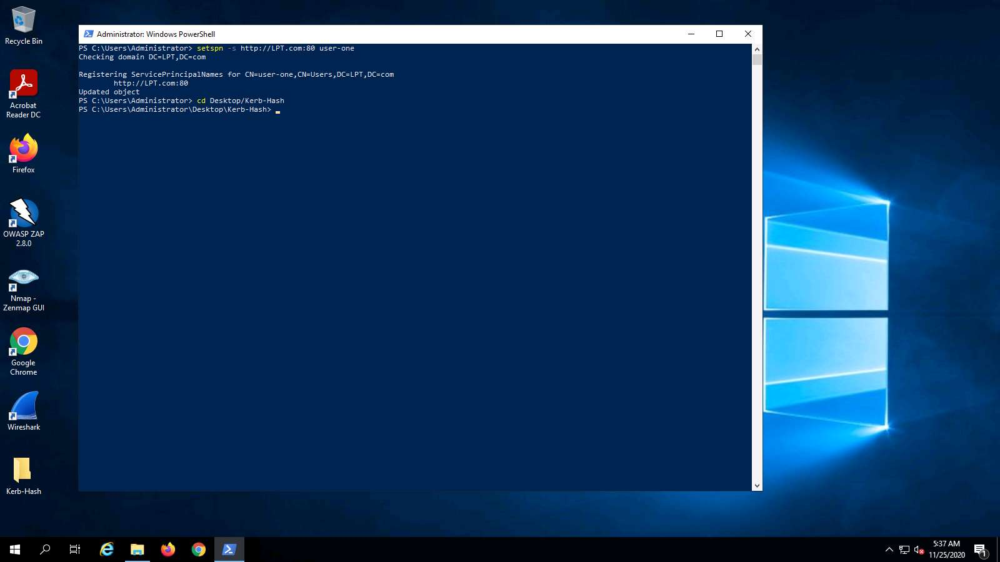 Recycle Bin
Acrobat
Reader DC
Firefox
OWASP ZAP
2.8.0
Nmap -
Zenmap GUI
Google
Chrome
Wireshark
Kerb-Hash
Administrator: Windows PowerShell
PS C:\Users\Administrator> setspn -s http://LPT.com:80 user-one
Checking domain DC=LPT,DC=com
Registering ServicePrincipalNames for CN=user-one,CN=Users,DC=LPT,DC=com
http://LPT.com:80
Updated object
PS C:\Users\Administrator> cd Desktop/Kerb-Hash
PS C:\Users\Administrator\Desktop\Kerb-Hash>
5:37 AM
11/25/2020
1